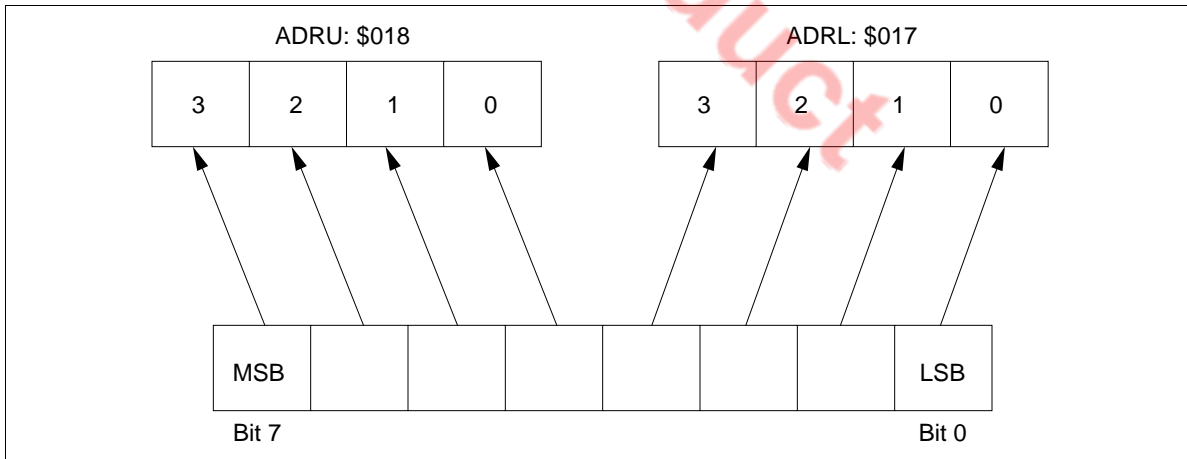 ADRU: $018 ADRL: $017
3 2 1 0 3 2 1 0
MSB LSB
Bit 7 Bit 0